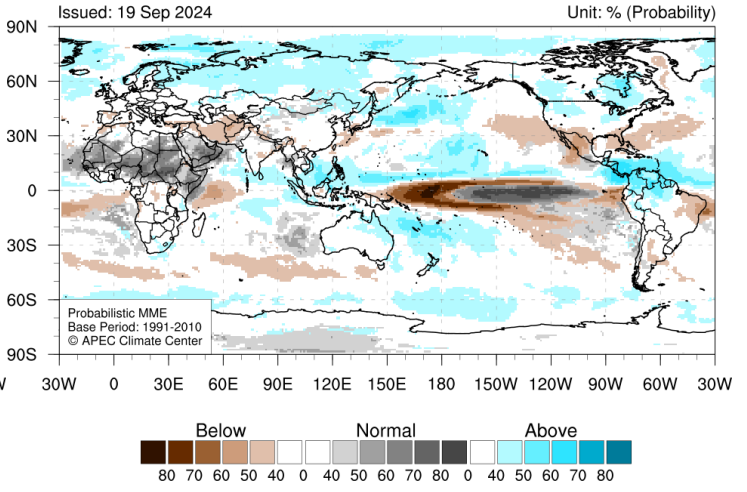 Issued: 19 Sep 2024 Unit: % (Probability)
90N
60N
30N
0
30S
60S
90S
Probabilistic MME
Base Period: 1991-2010
© APEC Climate Center
W 30W 0 30E 60E 90E 120E 150E 180 150W 120W 90W 60W 30W
Below Normal Above
80 70 60 50 40 0 40 50 60 70 80 0 40 50 60 70 80